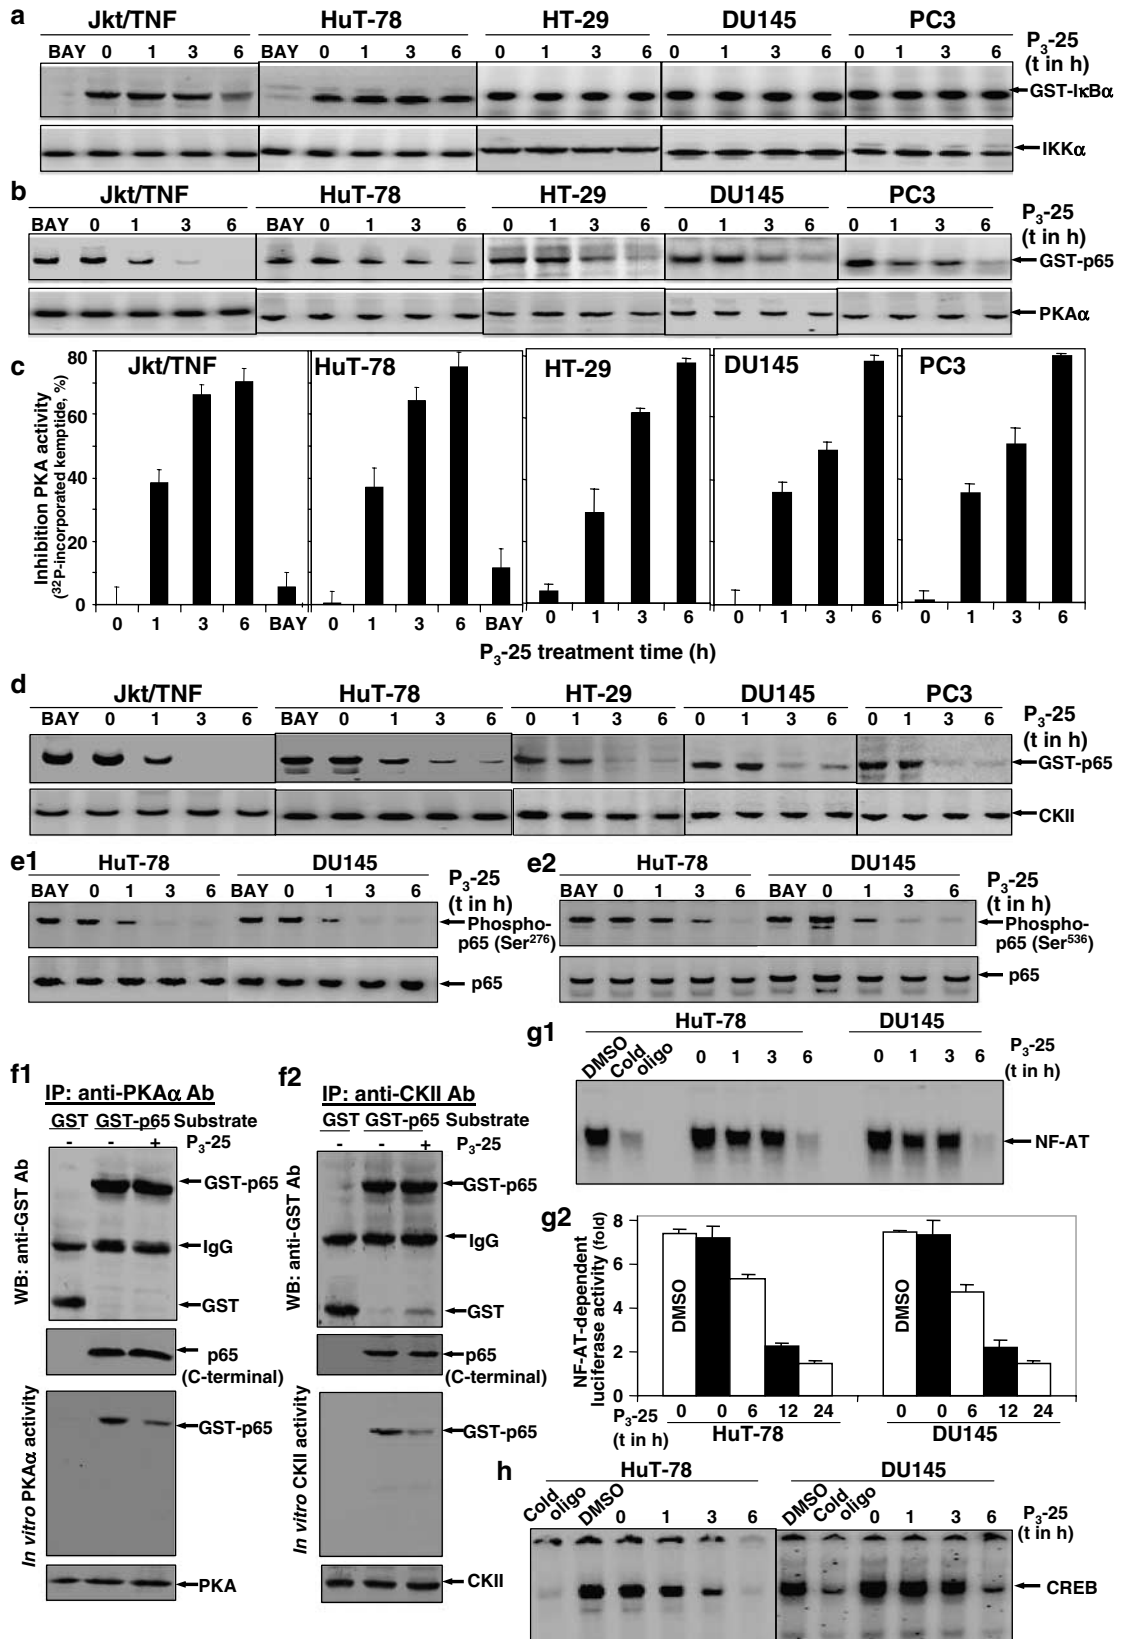 a
Jkt/TNF HuT-78 HT-29 DU145 PC3
BAY 0 1 3 6 BAY 0 1 3 6 0 1 3 6 0 1 3 6 0 1 3 6 P3-25
(t in h)
GST-IκBα
IKKα
b
Jkt/TNF HuT-78 HT-29 DU145 PC3
BAY 0 1 3 6 BAY 0 1 3 6 0 1 3 6 0 1 3 6 0 1 3 6 P3-25
(t in h)
GST-p65
PKAα
c
Inhibition PKA activity
(32P-incorporated kemptide, %)
80
60
40
20
0
Jkt/TNF HuT-78 HT-29 DU145 PC3
0 1 3 6 BAY 0 1 3 6 BAY 0 1 3 6 0 1 3 6 0 1 3 6
P3-25 treatment time (h)
d
Jkt/TNF HuT-78 HT-29 DU145 PC3
BAY 0 1 3 6 BAY 0 1 3 6 0 1 3 6 0 1 3 6 0 1 3 6 P3-25
(t in h)
GST-p65
CKII
e1
HuT-78 DU145
BAY 0 1 3 6 BAY 0 1 3 6 P3-25
(t in h)
Phospho-
p65 (Ser276)
p65
e2
HuT-78 DU145
BAY 0 1 3 6 BAY 0 1 3 6 P3-25
(t in h)
Phospho-
p65 (Ser536)
p65
f1
IP: anti-PKAα Ab
GST GST-p65 Substrate
- - + P3-25
WB: anti-GST Ab
GST-p65
IgG
GST
p65
(C-terminal)
In vitro PKAα activity
GST-p65
PKA
f2
IP: anti-CKII Ab
GST GST-p65 Substrate
- - + P3-25
WB: anti-GST Ab
GST-p65
IgG
GST
p65
(C-terminal)
In vitro CKII activity
GST-p65
CKII
g1
HuT-78 DU145
DMSO Cold oligo 0 1 3 6 0 1 3 6 P3-25
(t in h)
NF-AT
g2
NF-AT-dependent
luciferase activity (fold)
8
6
4
2
0
DMSO DMSO
P3-25
(t in h)
0 0 6 12 24 0 0 6 12 24
HuT-78 DU145
h
HuT-78 DU145
Cold oligo DMSO 0 1 3 6 DMSO Cold oligo 0 1 3 6 P3-25
(t in h)
CREB